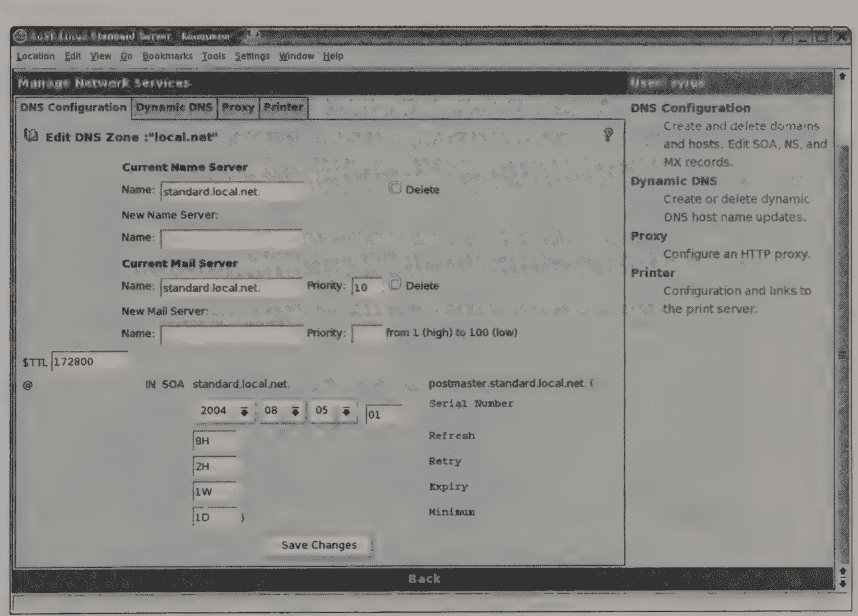 SUSE Linux Standard Server - Konqueror
Location Edit View Go Bookmarks Tools Settings Window Help
Manage Network Services
DNS Configuration Dynamic DNS Proxy Printer
Edit DNS Zone :"local.net"
?
Current Name Server
Name: standard.local.net. Delete
New Name Server:
Name:
Current Mail Server
Name: standard.local.net. Priority: 10 Delete
New Mail Server:
Name: Priority: from 1 (high) to 100 (low)
$TTL 172800
@ IN SOA standard.local.net. postmaster.standard.local.net. (
2004 08 05 01 Serial Number
8H Refresh
2H Retry
1W Expiry
1D ) Minimum
Save Changes
User:
DNS Configuration
Create and delete domains
and hosts. Edit SOA, NS, and
MX records.
Dynamic DNS
Create or delete dynamic
DNS host name updates.
Proxy
Configure an HTTP proxy.
Printer
Configuration and links to
the print server.
Back